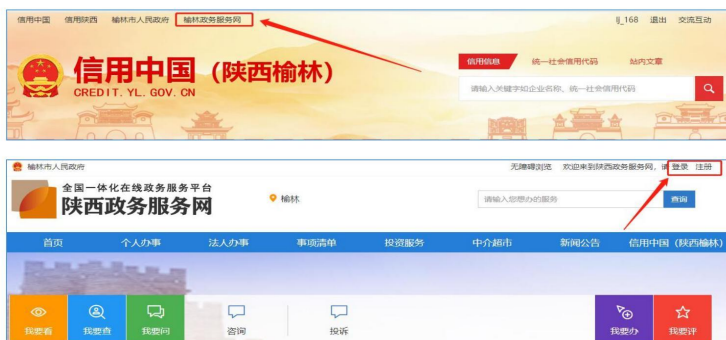 信用中国 信用陕西 榆林市人民政府 榆林政务服务网 lj_168 退出 交流互动
信用中国（陕西榆林）
CREDIT. YL. GOV. CN
信用信息 统一社会信用代码 站内文章
请输入关键字如企业名称、统一社会信用代码
榆林市人民政府 无障碍浏览 欢迎来到陕西政务服务网，请 登录 注册
全国一体化在线政务服务平台
陕西政务服务网
榆林
请输入您想办的服务 查询
首页 个人办事 法人办事 事项清单 投资服务 中介超市 新闻公告 信用中国（陕西榆林）
我要看 我要查 我要问 咨询 投诉 我要办 我要评